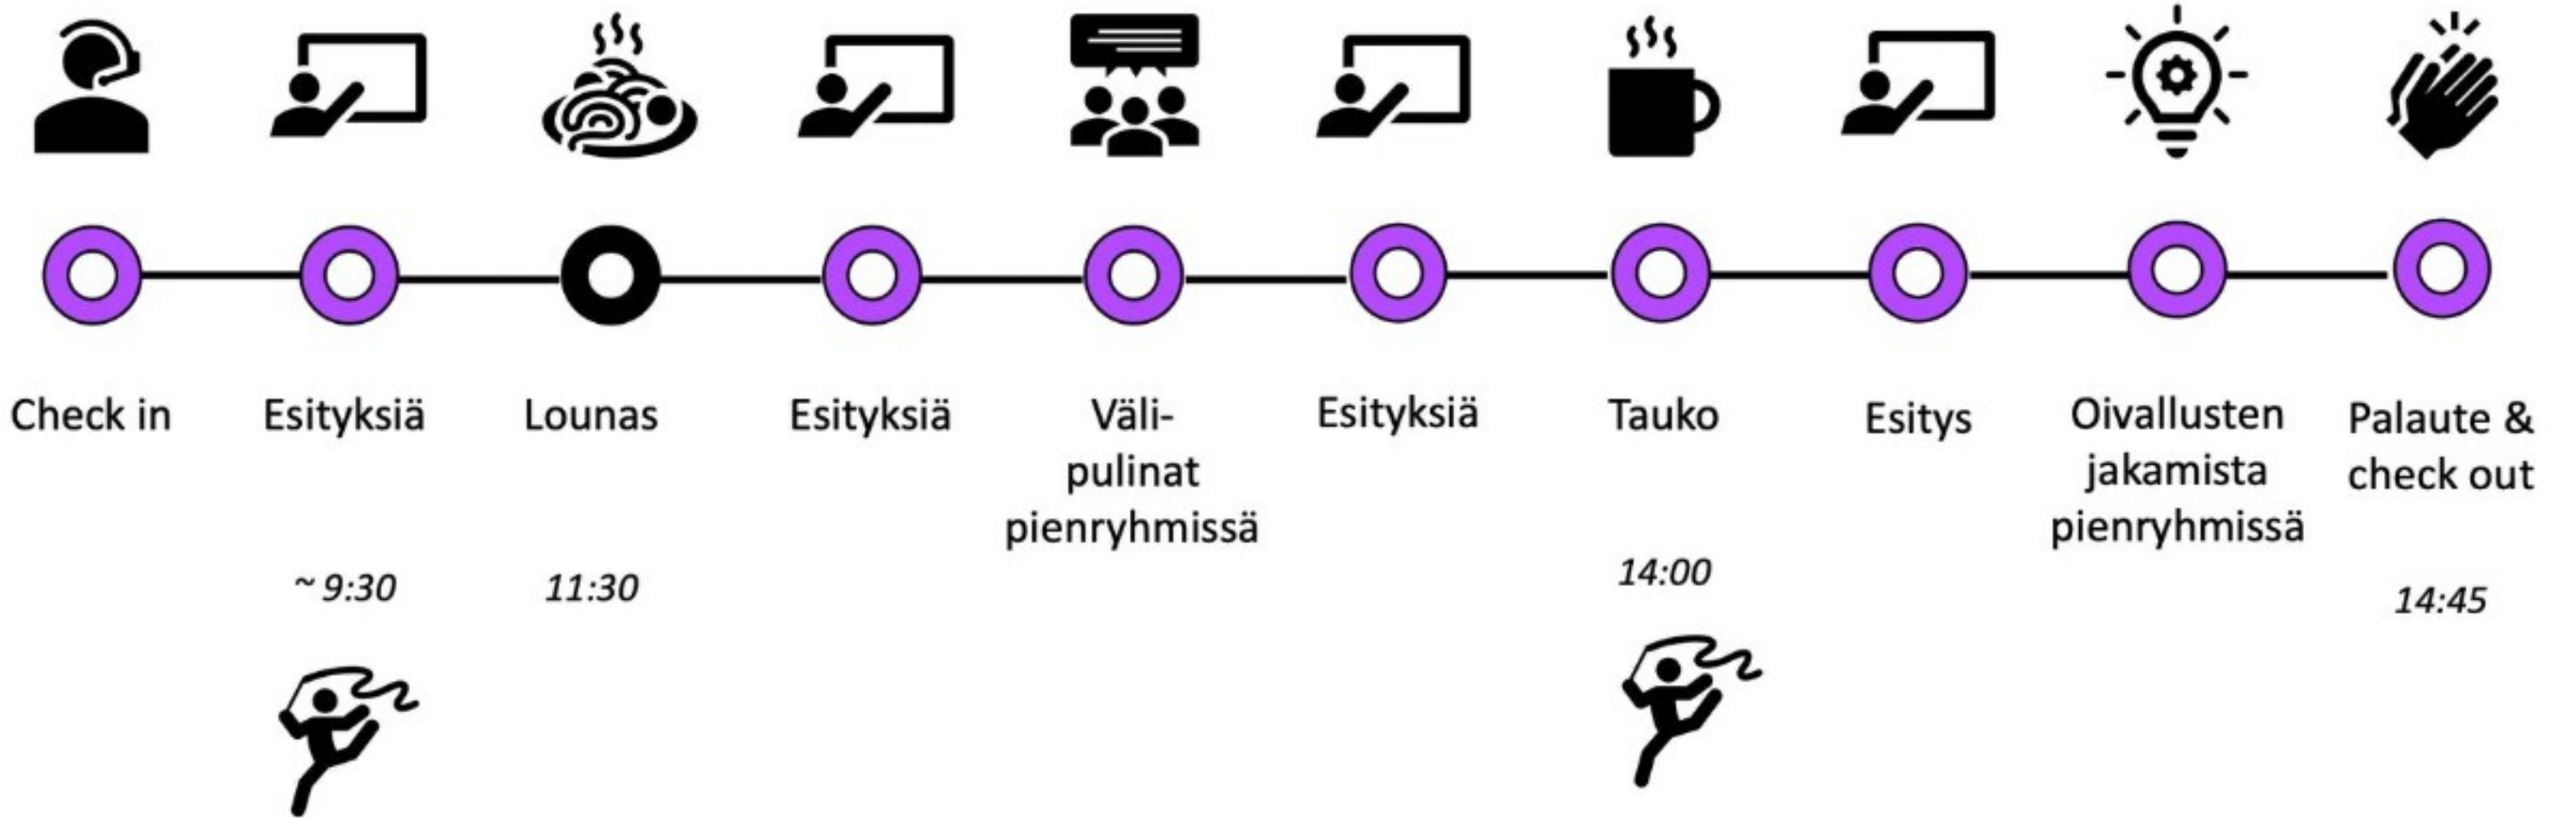 Check in
Esityksiä
Lounas
Esityksiä
Väli-
pulinat
pienryhmissä
Esityksiä
Tauko
Esitys
Oivallusten
jakamista
pienryhmissä
Palaute &
check out
~ 9:30
11:30
14:00
14:45